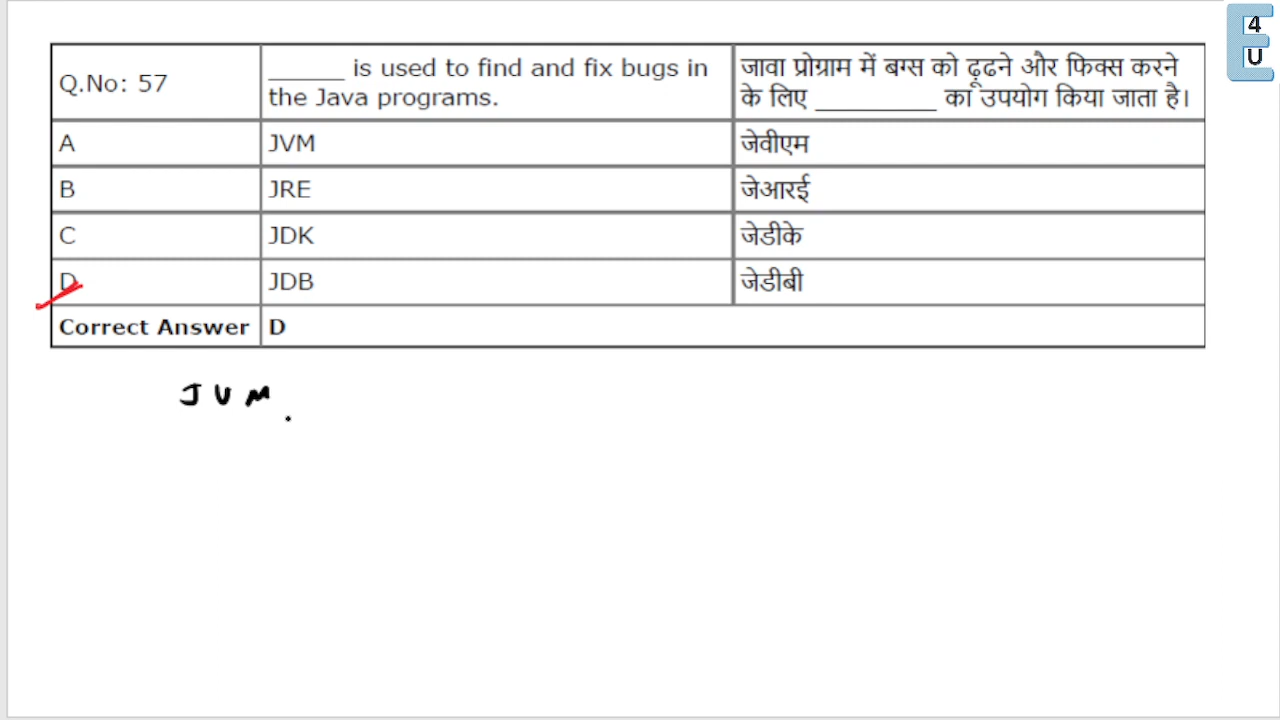 4
U
Q.No: 57
______ is used to find and fix bugs in
the Java programs.
जावा प्रोग्राम में बग्स को ढ़ूढने और फिक्स करने
के लिए __________ का उपयोग किया जाता है।
A
JVM
जेवीएम
B
JRE
जेआरई
C
JDK
जेडीके
D
JDB
जेडीबी
Correct Answer
D
JVM